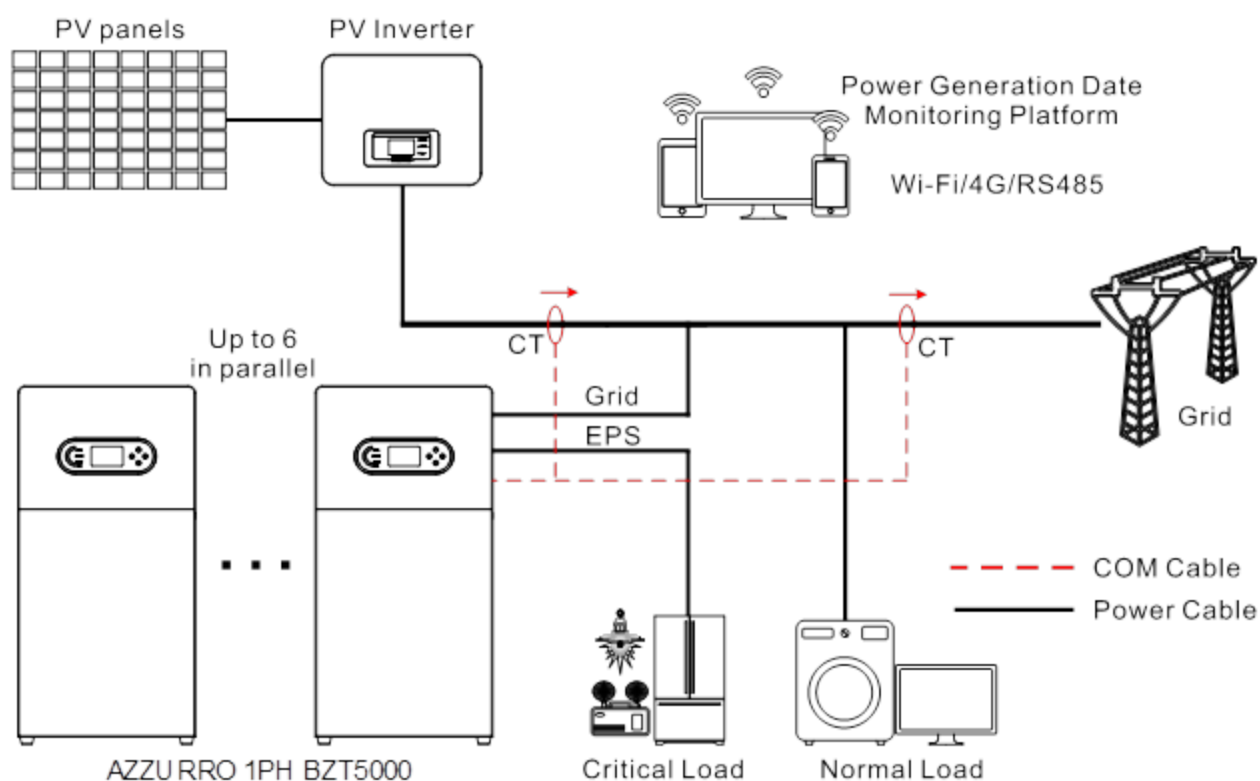 PV panels
PV Inverter
Power Generation Date
Monitoring Platform
Wi-Fi/4G/RS485
CT
CT
Up to 6
in parallel
Grid
EPS
Grid
COM Cable
Power Cable
AZZURRO 1PH BZT5000
Critical Load
Normal Load